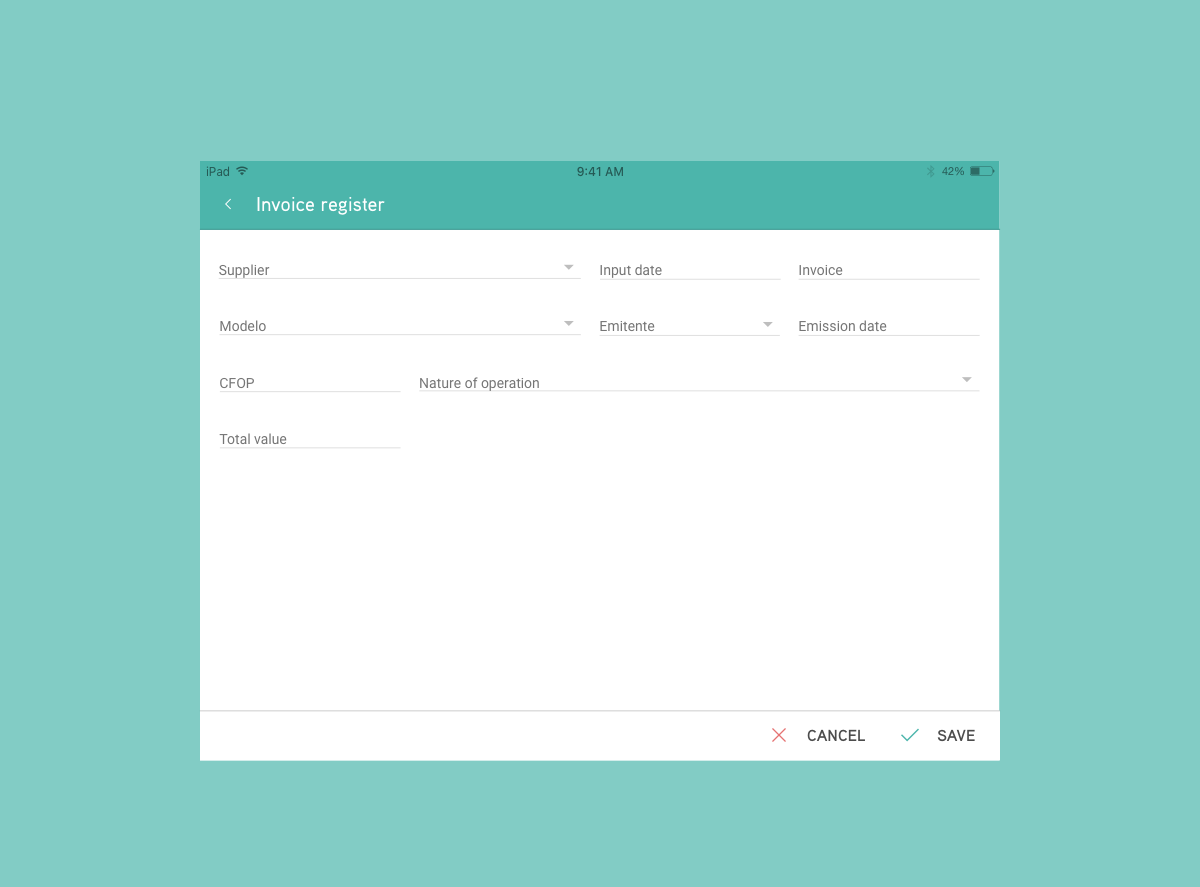 iPad 9:41 AM 42%
Invoice register
Supplier Input date Invoice
Modelo Emitente Emission date
CFOP Nature of operation
Total value
CANCEL SAVE